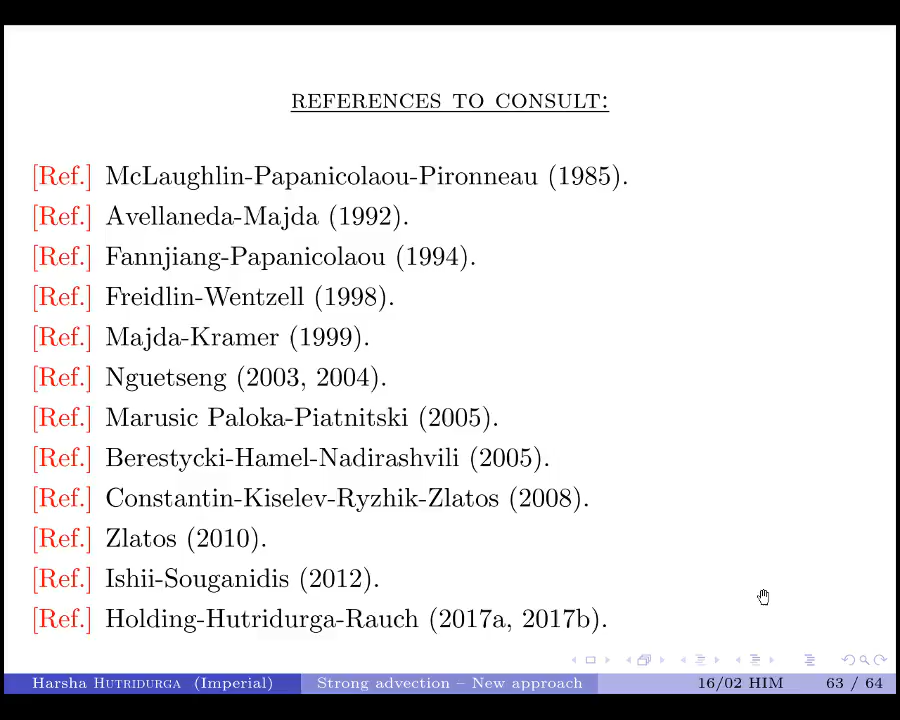 REFERENCES TO CONSULT:
[Ref.] McLaughlin-Papanicolaou-Pironneau (1985).
[Ref.] Avellaneda-Majda (1992).
[Ref.] Fannjiang-Papanicolaou (1994).
[Ref.] Freidlin-Wentzell (1998).
[Ref.] Majda-Kramer (1999).
[Ref.] Nguetseng (2003, 2004).
[Ref.] Marusic Paloka-Piatnitski (2005).
[Ref.] Berestycki-Hamel-Nadirashvili (2005).
[Ref.] Constantin-Kiselev-Ryzhik-Zlatos (2008).
[Ref.] Zlatos (2010).
[Ref.] Ishii-Souganidis (2012).
[Ref.] Holding-Hutridurga-Rauch (2017a, 2017b).
Harsha HUTRIDURGA (Imperial) Strong advection – New approach 16/02 HIM 63 / 64